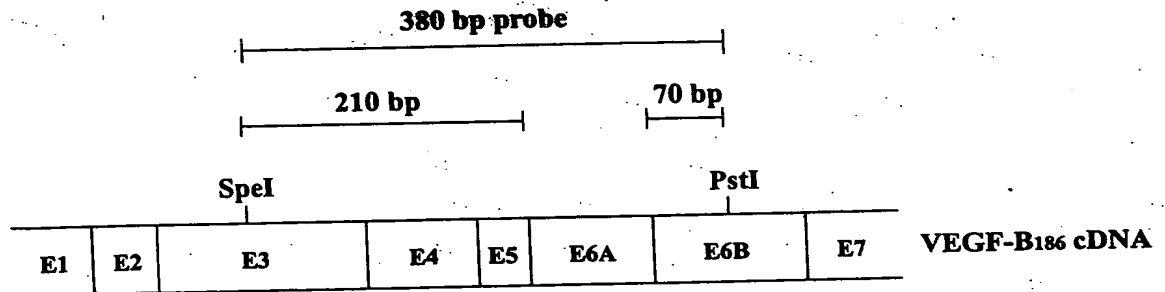 380 bp probe
210 bp
70 bp
SpeI
PstI
E1 E2 E3 E4 E5 E6A E6B E7 VEGF-B186 cDNA